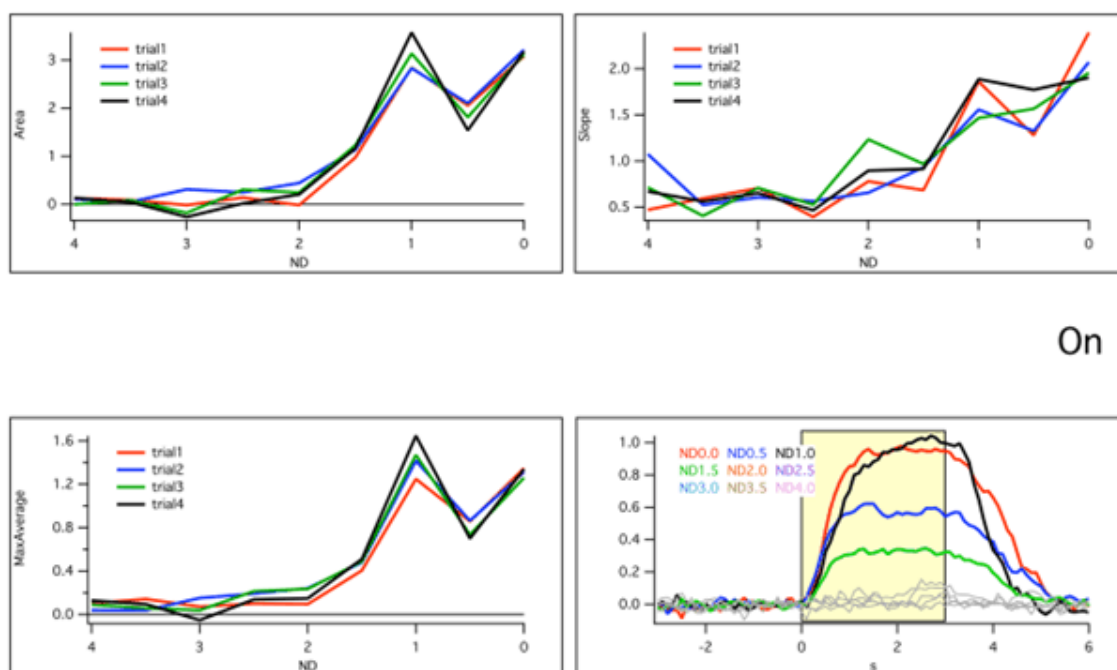 trial1
trial2
trial3
trial4
Area
3
2
1
0
4 3 2 1 0
ND
trial1
trial2
trial3
trial4
Slope
2.0
1.5
1.0
0.5
4 3 2 1 0
ND
On
trial1
trial2
trial3
trial4
MaxAverage
1.6
1.2
0.8
0.4
0.0
4 3 2 1 0
ND
ND0.0 ND0.5 ND1.0
ND1.5 ND2.0 ND2.5
ND3.0 ND3.5 ND4.0
1.0
0.8
0.6
0.4
0.2
0.0
-2 0 2 4 6
s